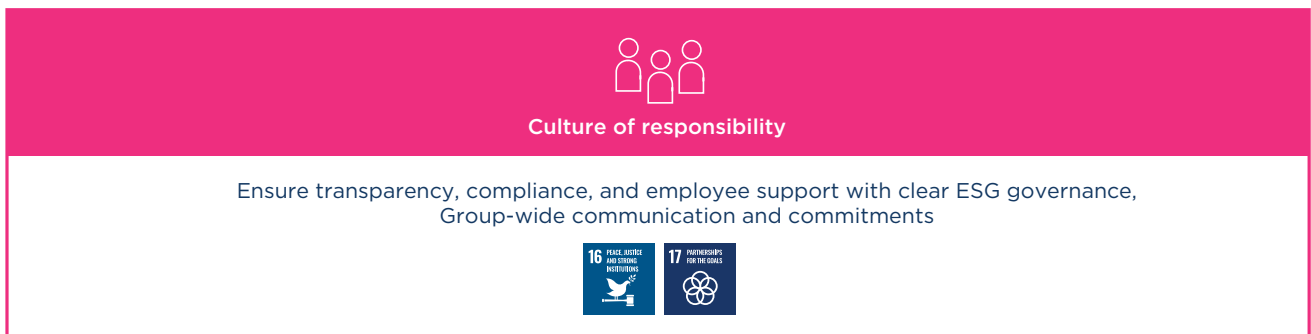 Culture of responsibility
Ensure transparency, compliance, and employee support with clear ESG governance,
Group-wide communication and commitments
16 PEACE, JUSTICE
AND STRONG
INSTITUTIONS
17 PARTNERSHIPS
FOR THE GOALS